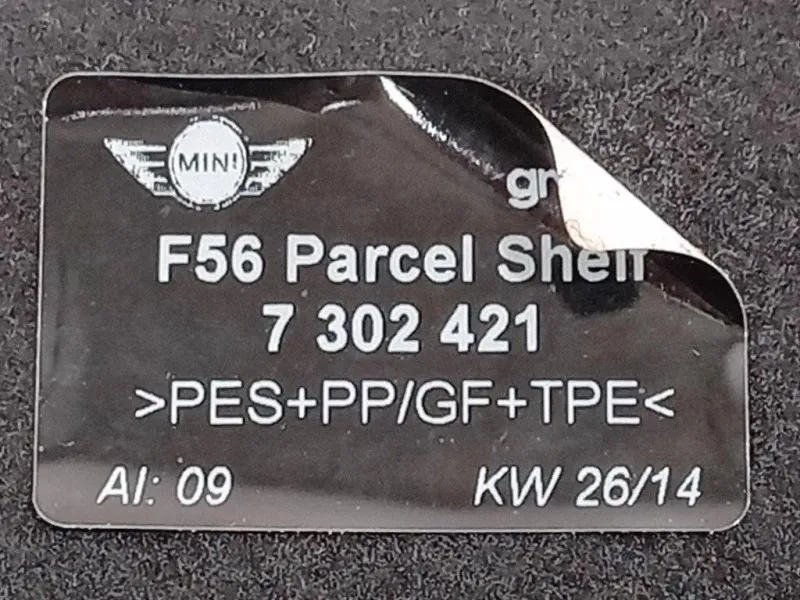 MINI
F56 Parcel Shelf
7 302 421
>PES+PP/GF+TPE<
AI: 09 KW 26/14